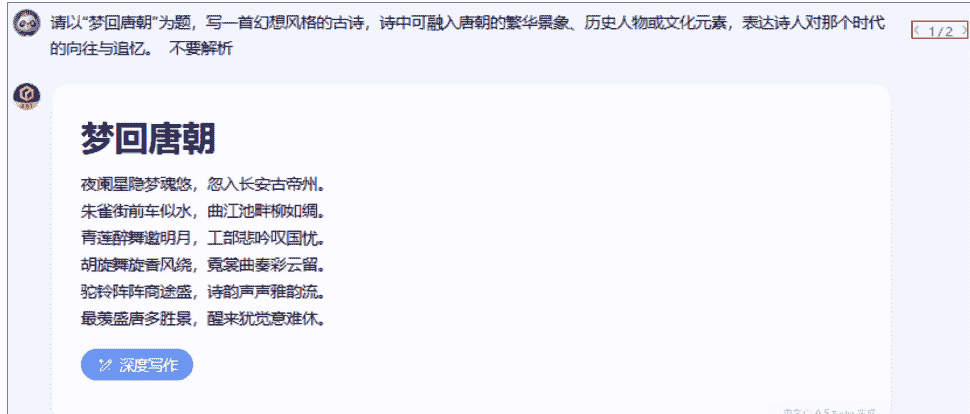 请以“梦回唐朝”为题，写一首幻想风格的古诗，诗中可融入唐朝的繁华景象、历史人物或文化元素，表达诗人对那个时代
的向往与追忆。 不要解析
1/2
梦回唐朝
夜阑星隐梦魂悠，忽入长安古帝州。
朱雀街前车似水，曲江池畔柳如绸。
青莲醉舞邀明月，工部悲吟叹国忧。
胡旋舞旋香风绕，霓裳曲奏彩云留。
驼铃阵阵商途盛，诗韵声声雅韵流。
最羡盛唐多胜景，醒来犹觉意难休。
深度写作